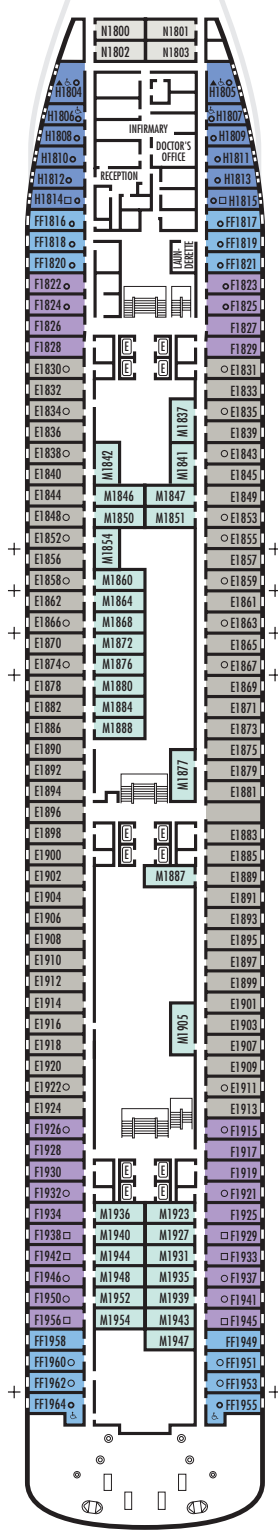 N1800 N1801
N1802 N1803
H1804 H1805
H1806 H1807
INFIRMARY
H1808 H1809
DOCTOR'S
OFFICE
H1810 H1811
RECEPTION
H1812 H1813
H1814 H1815
FF1816 FF1817
FF1818 LAUN-
DERETTE FF1819
FF1820 FF1821
F1822 F1823
F1824 F1825
F1826 F1827
F1828 E E F1829
E1830 E E E1831
E1832 E1833
E1834 M1837 E1835
E1836 E1839
E1838 M1842 M1841 E1843
E1840 E1845
E1844 M1846 M1847 E1849
E1848 M1850 M1851 E1853
E1852 M1854 E1855
E1856 E1857
E1858 M1860 E1859
E1862 M1864 E1861
E1866 M1868 E1863
E1870 M1872 E1865
E1874 M1876 E1867
E1878 M1880 E1869
E1882 M1884 E1871
E1886 M1888 E1873
E1890 M1877 E1875
E1892 E1879
E1894 E1881
E1896
E1898 E E E1883
E1900 E E E1885
E1902 M1887 E1889
E1904 E1891
E1906 E1893
E1908 E1895
E1910 E1897
E1912 E1899
E1914 M1905 E1901
E1916 E1903
E1918 E1907
E1920 E1909
E1922 E1911
E1924 E1913
F1926 F1915
F1928 F1917
F1930 E E F1919
F1932 E E F1921
F1934 M1936 M1923 F1925
F1938 M1940 M1927 F1929
F1942 M1944 M1931 F1933
F1946 M1948 M1935 F1937
F1950 M1952 M1939 F1941
F1956 M1954 M1943 F1945
FF1958 M1947 FF1949
FF1960 FF1951
FF1962 FF1953
FF1964 FF1955